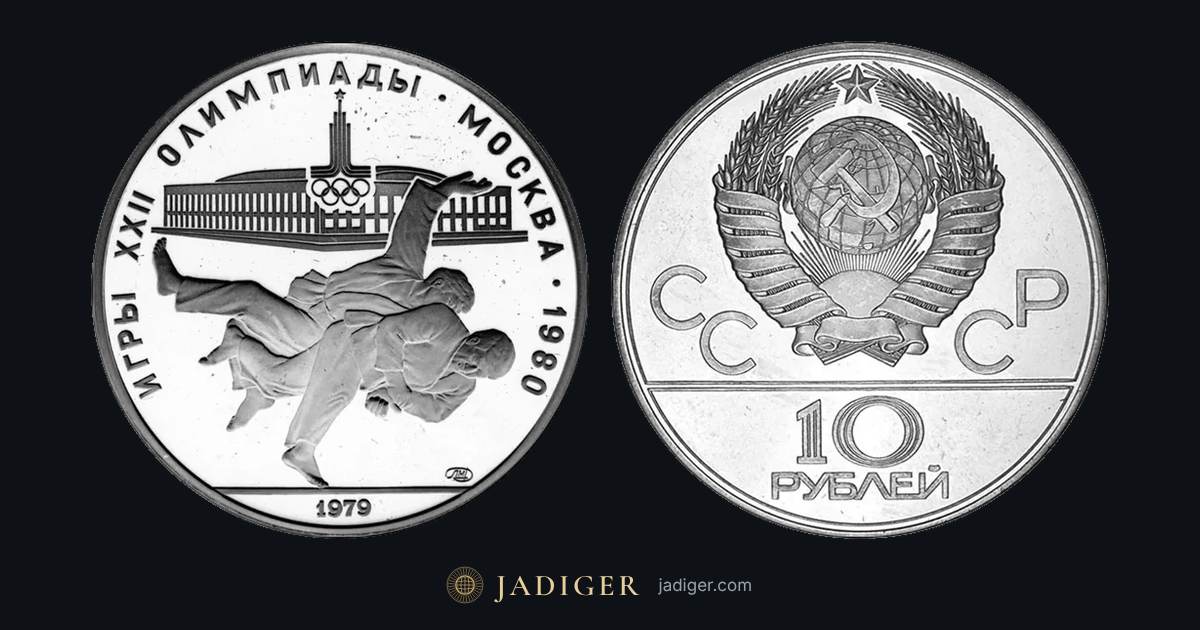 ИГРЫ XXII ОЛИМПИАДЫ · МОСКВА · 1980
ЛМД
1979
СС СР
10
РУБЛЕЙ
JADIGER jadiger.com